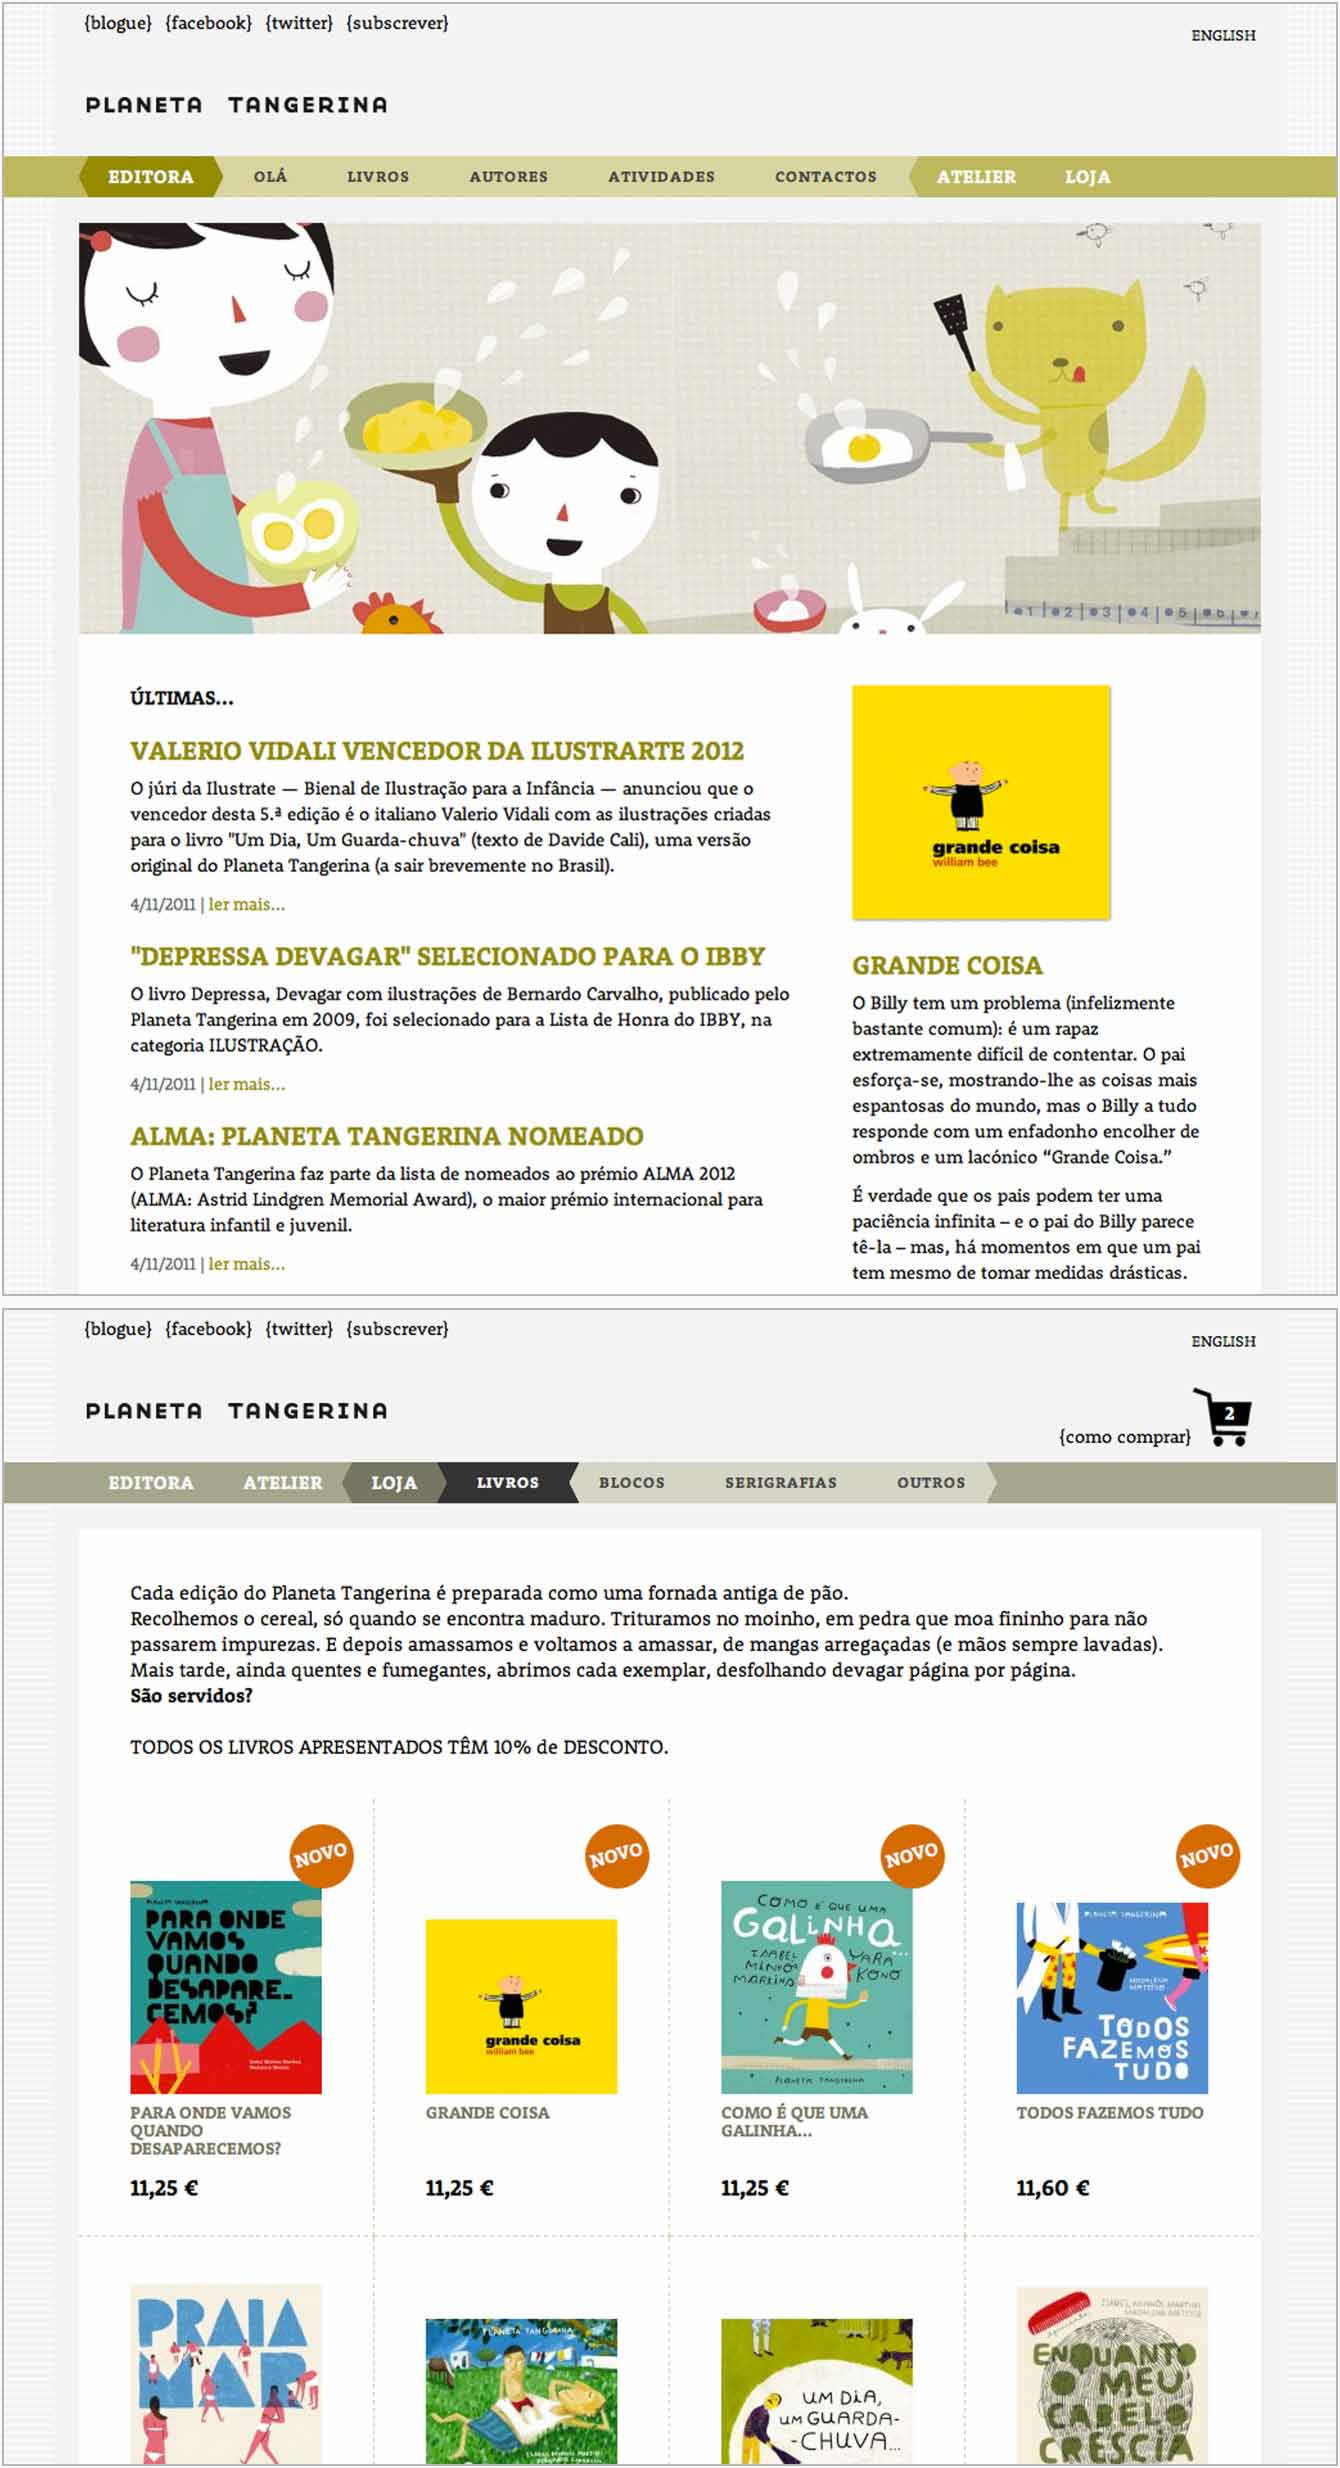 {blogue} {facebook} {twitter} {subscrever}
ENGLISH
PLANETA TANGERINA
EDITORA OLÁ LIVROS AUTORES ATIVIDADES CONTACTOS ATELIER LOJA
1 2 3 4 5 6
ÚLTIMAS...
VALERIO VIDALI VENCEDOR DA ILUSTRARTE 2012
O júri da Ilustrate — Bienal de Ilustração para a Infância — anunciou que o
vencedor desta 5.ª edição é o italiano Valerio Vidali com as ilustrações criadas
para o livro "Um Dia, Um Guarda-chuva" (texto de Davide Cali), uma versão
original do Planeta Tangerina (a sair brevemente no Brasil).
4/11/2011 | ler mais...
"DEPRESSA DEVAGAR" SELECIONADO PARA O IBBY
O livro Depressa, Devagar com ilustrações de Bernardo Carvalho, publicado pelo
Planeta Tangerina em 2009, foi selecionado para a Lista de Honra do IBBY, na
categoria ILUSTRAÇÃO.
4/11/2011 | ler mais...
ALMA: PLANETA TANGERINA NOMEADO
O Planeta Tangerina faz parte da lista de nomeados ao prémio ALMA 2012
(ALMA: Astrid Lindgren Memorial Award), o maior prémio internacional para
literatura infantil e juvenil.
4/11/2011 | ler mais...
grande coisa
william bee
GRANDE COISA
O Billy tem um problema (infelizmente
bastante comum): é um rapaz
extremamente difícil de contentar. O pai
esforça-se, mostrando-lhe as coisas mais
espantosas do mundo, mas o Billy a tudo
responde com um enfadonho encolher de
ombros e um lacónico “Grande Coisa.”
É verdade que os pais podem ter uma
paciência infinita – e o pai do Billy parece
tê-la – mas, há momentos em que um pai
tem mesmo de tomar medidas drásticas.
{blogue} {facebook} {twitter} {subscrever}
ENGLISH
PLANETA TANGERINA
{como comprar} 2
EDITORA ATELIER LOJA LIVROS BLOCOS SERIGRAFIAS OUTROS
Cada edição do Planeta Tangerina é preparada como uma fornada antiga de pão.
Recolhemos o cereal, só quando se encontra maduro. Trituramos no moinho, em pedra que moa fininho para não
passarem impurezas. E depois amassamos e voltamos a amassar, de mangas arregaçadas (e mãos sempre lavadas).
Mais tarde, ainda quentes e fumegantes, abrimos cada exemplar, desfolhando devagar página por página.
São servidos?
TODOS OS LIVROS APRESENTADOS TÊM 10% de DESCONTO.
NOVO
PLANETA TANGERINA
PARA ONDE
VAMOS
QUANDO
DESAPARE-
CEMOS?
PARA ONDE VAMOS
QUANDO
DESAPARECEMOS?
11,25 €
NOVO
grande coisa
william bee
GRANDE COISA
11,25 €
NOVO
COMO É QUE UMA
GALINHA...
ISABEL
MINHÓS
MARTINS
YARA
KONO
PLANETA TANGERINA
COMO É QUE UMA
GALINHA...
11,25 €
NOVO
PLANETA TANGERINA
MADALENA
MATOSO
TODOS
FAZEMOS
TUDO
TODOS FAZEMOS TUDO
11,60 €
PRAIA
MAR
PLANETA TANGERINA
UM DIA,
UM GUARDA-
-CHUVA...
ISABEL MINHÓS MARTINS
MADALENA MATOSO
ENQUANTO
O MEU
CABELO
CRESCIA